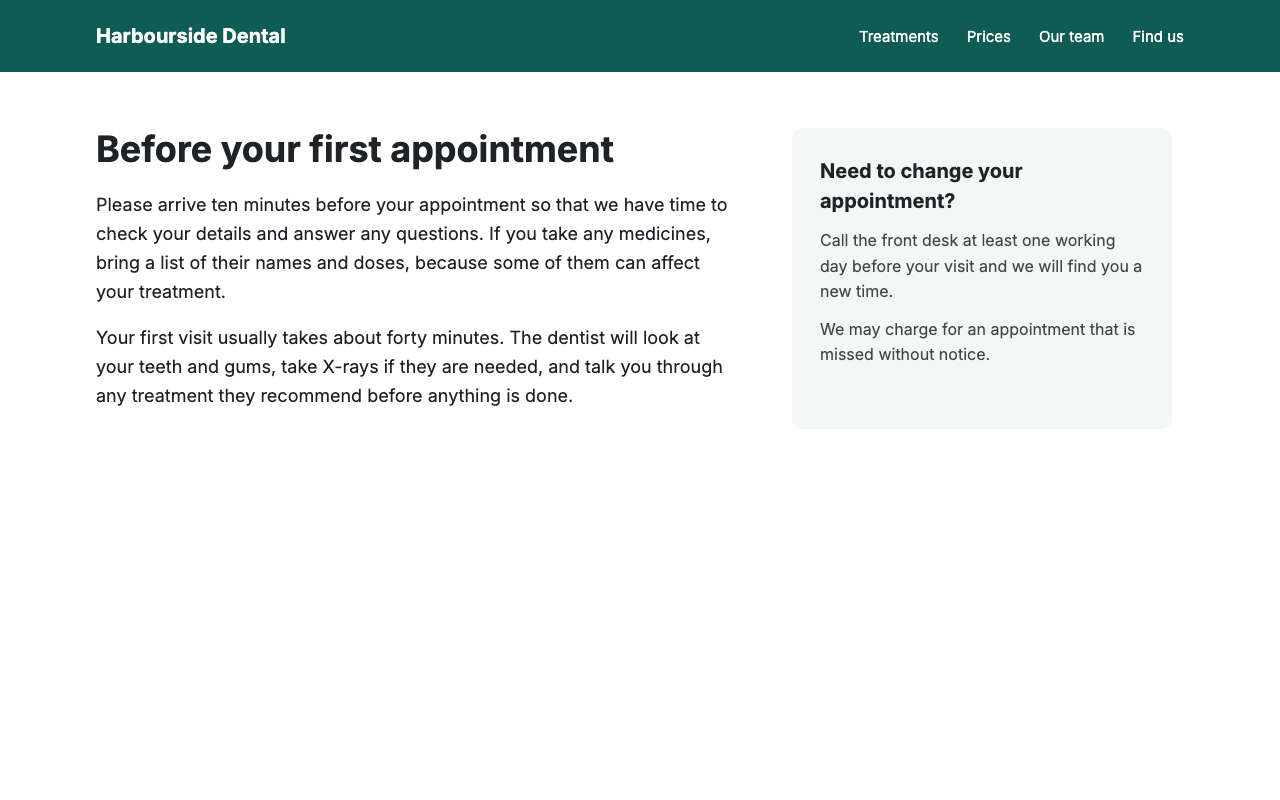 Harbourside Dental
Treatments Prices Our team Find us
Before your first appointment
Please arrive ten minutes before your appointment so that we have time to
check your details and answer any questions. If you take any medicines,
bring a list of their names and doses, because some of them can affect
your treatment.
Your first visit usually takes about forty minutes. The dentist will look at
your teeth and gums, take X-rays if they are needed, and talk you through
any treatment they recommend before anything is done.
Need to change your
appointment?
Call the front desk at least one working
day before your visit and we will find you a
new time.
We may charge for an appointment that is
missed without notice.